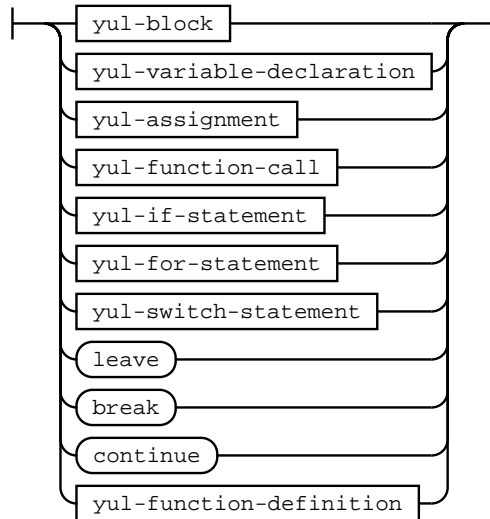 yul-block
yul-variable-declaration
yul-assignment
yul-function-call
yul-if-statement
yul-for-statement
yul-switch-statement
leave
break
continue
yul-function-definition